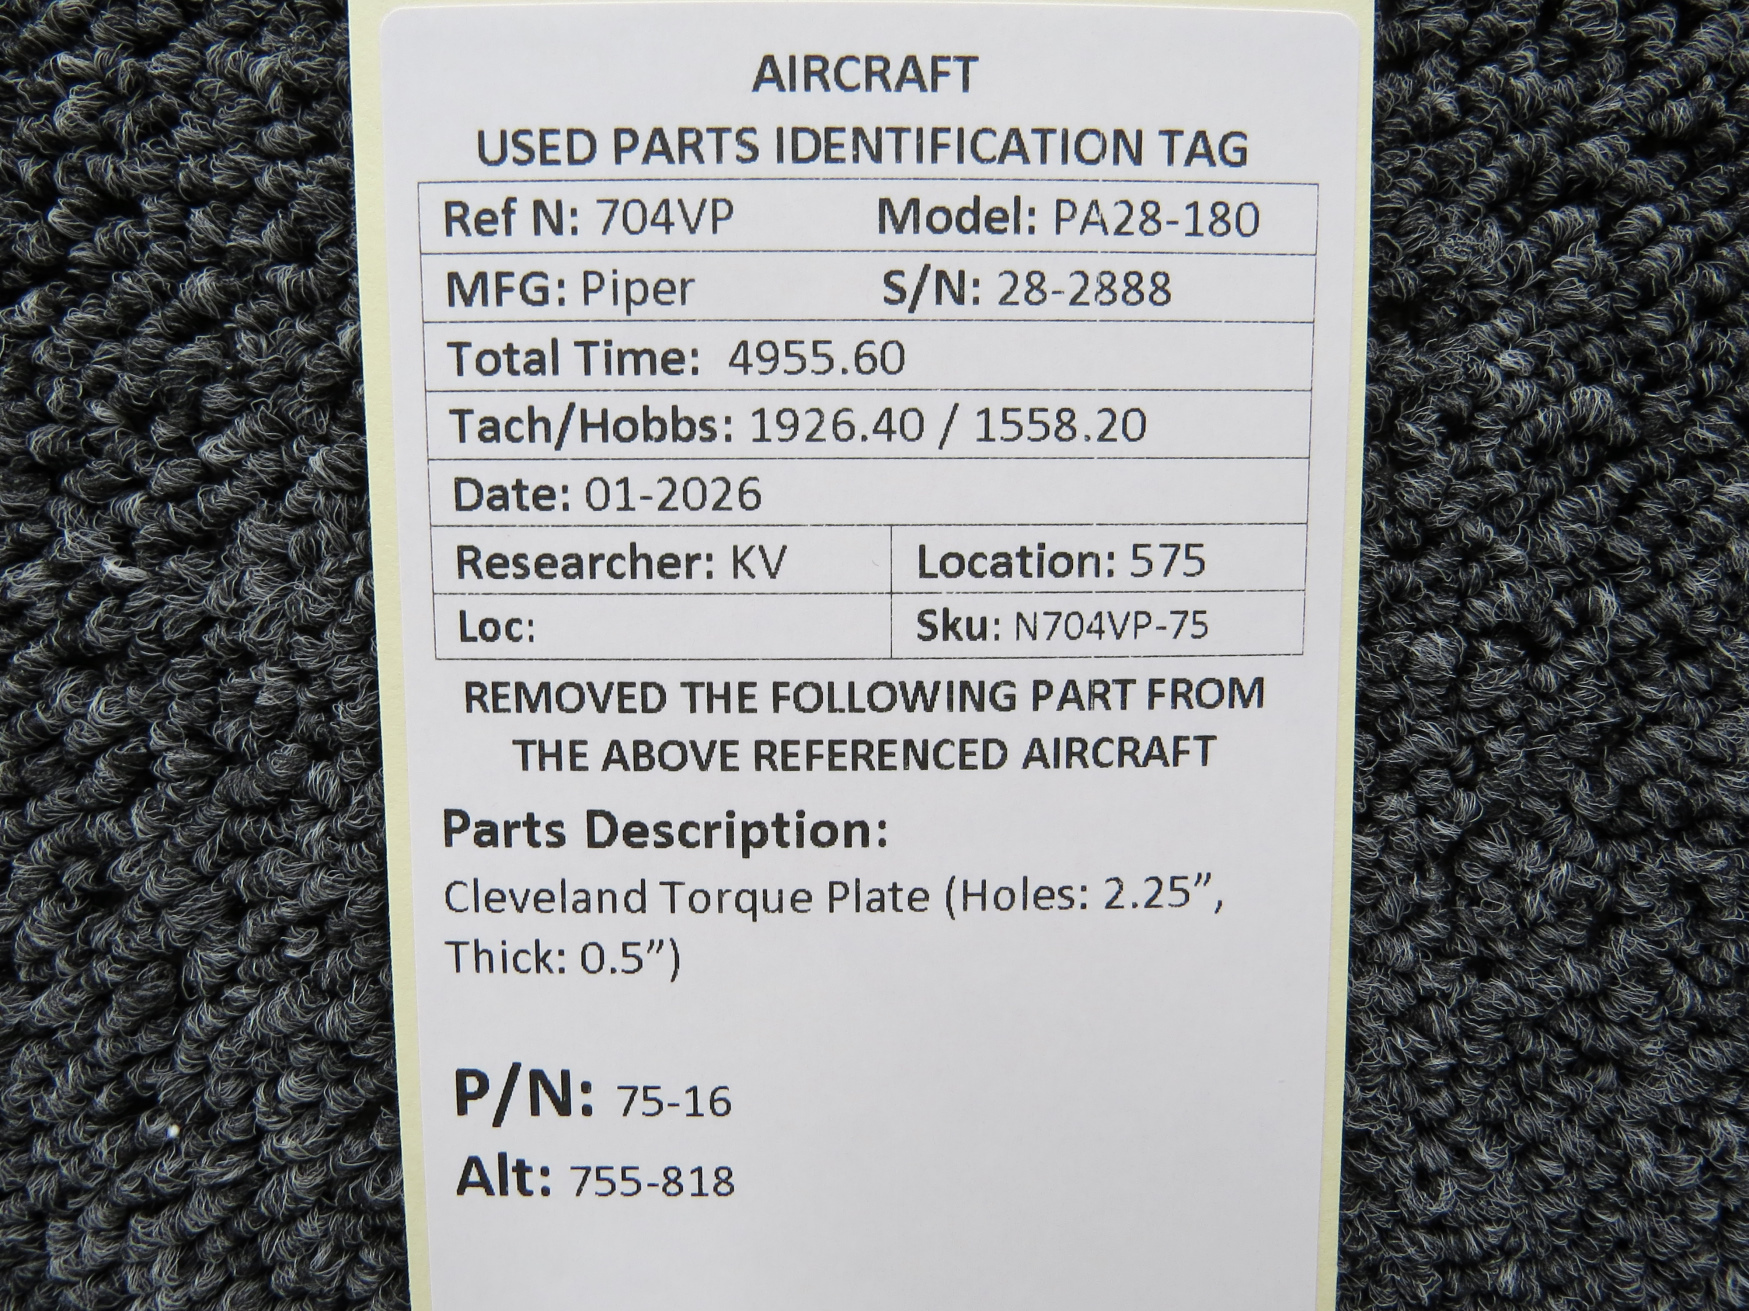 AIRCRAFT
USED PARTS IDENTIFICATION TAG
Ref N: 704VP Model: PA28-180
MFG: Piper S/N: 28-2888
Total Time: 4955.60
Tach/Hobbs: 1926.40 / 1558.20
Date: 01-2026
Researcher: KV Location: 575
Loc: Sku: N704VP-75
REMOVED THE FOLLOWING PART FROM
THE ABOVE REFERENCED AIRCRAFT
Parts Description:
Cleveland Torque Plate (Holes: 2.25”,
Thick: 0.5”)
P/N: 75-16
Alt: 755-818